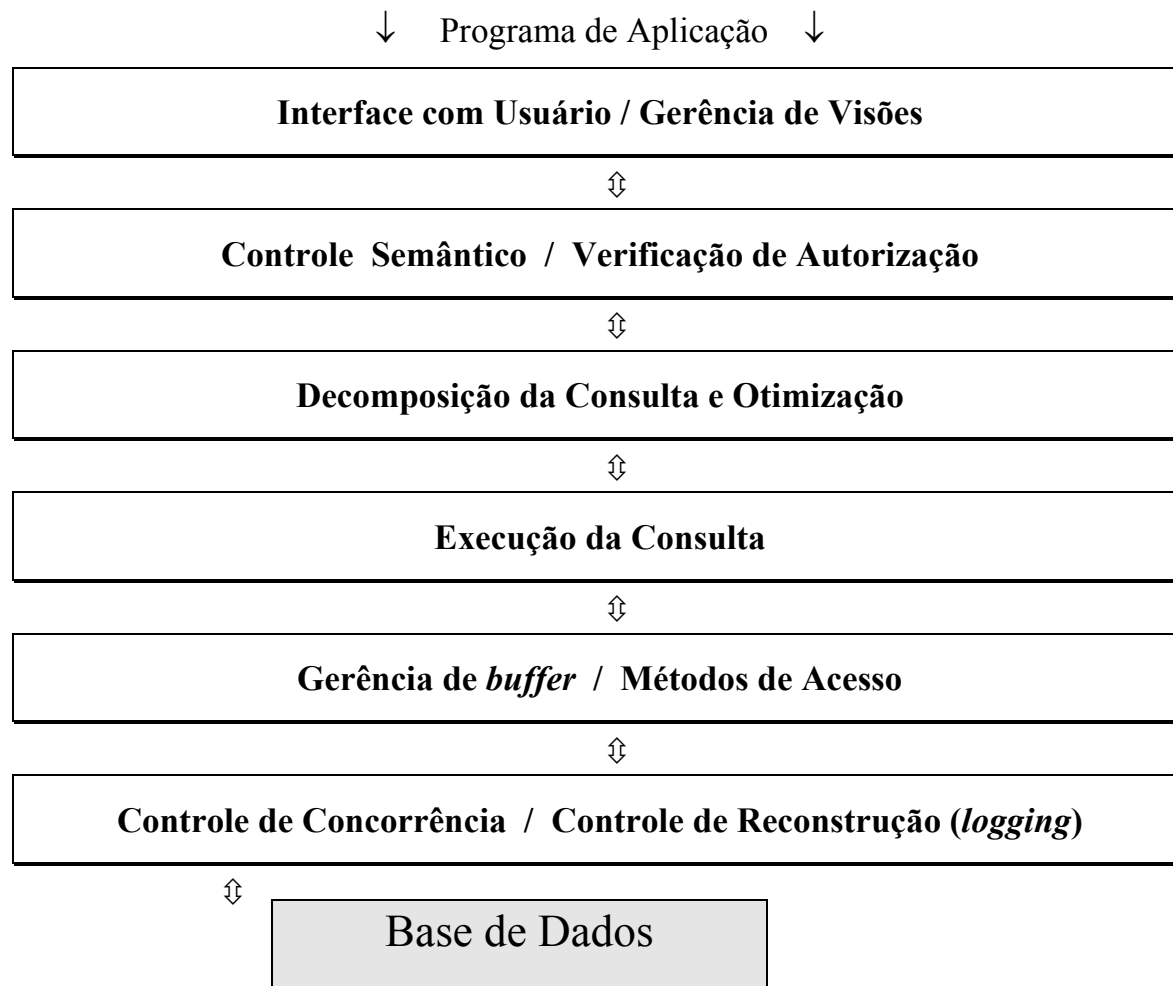 ↓ Programa de Aplicação ↓
Interface com Usuário / Gerência de Visões
⇕
Controle Semântico / Verificação de Autorização
⇕
Decomposição da Consulta e Otimização
⇕
Execução da Consulta
⇕
Gerência de buffer / Métodos de Acesso
⇕
Controle de Concorrência / Controle de Reconstrução (logging)
⇕
Base de Dados